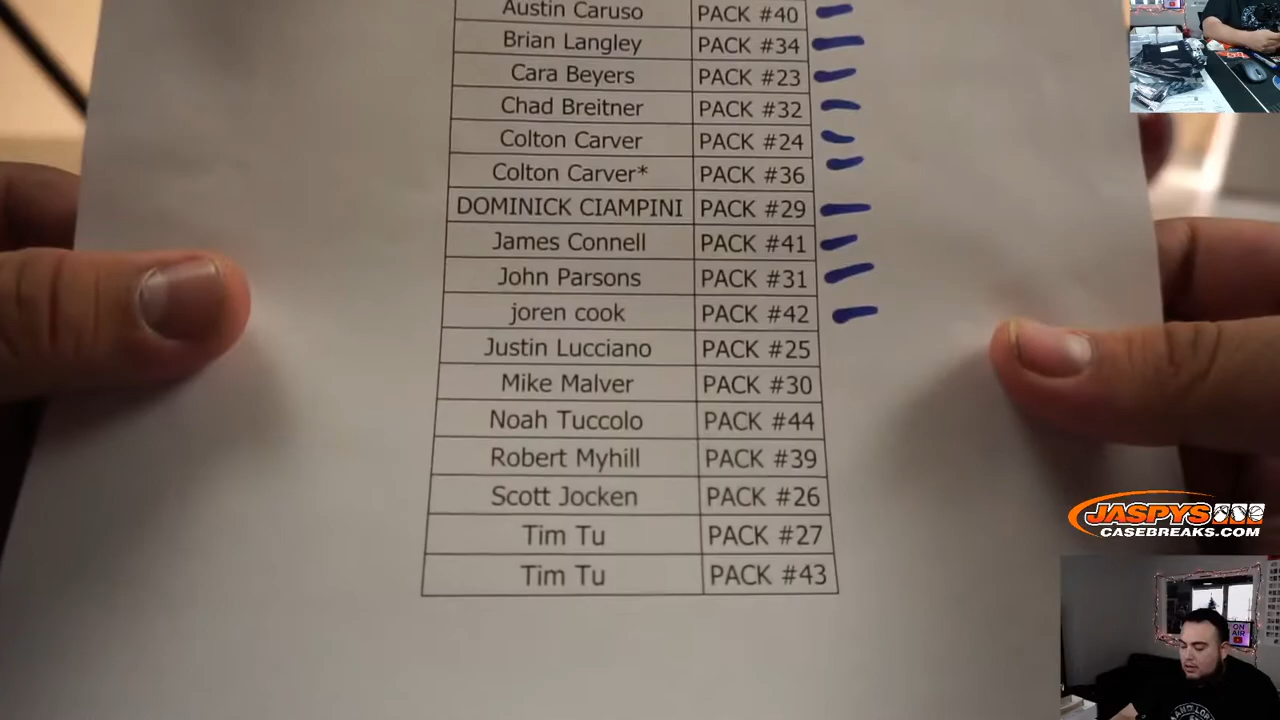 Austin Caruso PACK #40
Brian Langley PACK #34
Cara Beyers PACK #23
Chad Breitner PACK #32
Colton Carver PACK #24
Colton Carver* PACK #36
DOMINICK CIAMPINI PACK #29
James Connell PACK #41
John Parsons PACK #31
joren cook PACK #42
Justin Lucciano PACK #25
Mike Malver PACK #30
Noah Tuccolo PACK #44
Robert Myhill PACK #39
Scott Jocken PACK #26
Tim Tu PACK #27
Tim Tu PACK #43
JASPYS
CASEBREAKS.COM
ON AIR